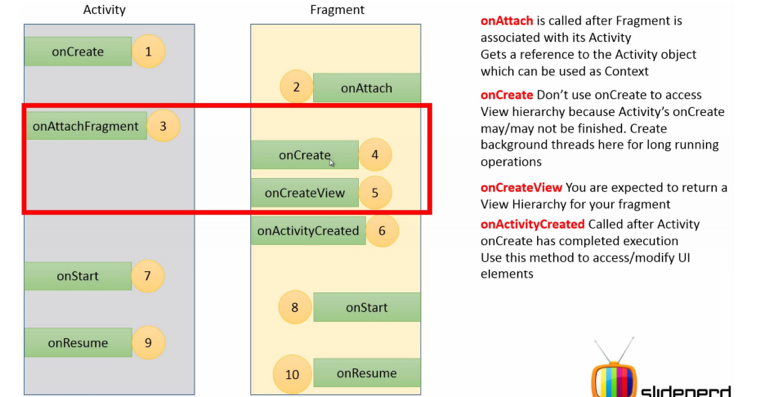 Activity
Fragment
onCreate
1
2
onAttach
onAttachFragment
3
onCreate
4
onCreateView
5
onActivityCreated
6
onStart
7
8
onStart
onResume
9
10
onResume
onAttach is called after Fragment is
associated with its Activity
Gets a reference to the Activity object
which can be used as Context
onCreate Don't use onCreate to access
View hierarchy because Activity's onCreate
may/may not be finished. Create
background threads here for long running
operations
onCreateView You are expected to return a
View Hierarchy for your fragment
onActivityCreated Called after Activity
onCreate has completed execution
Use this method to access/modify UI
elements
slidenerd